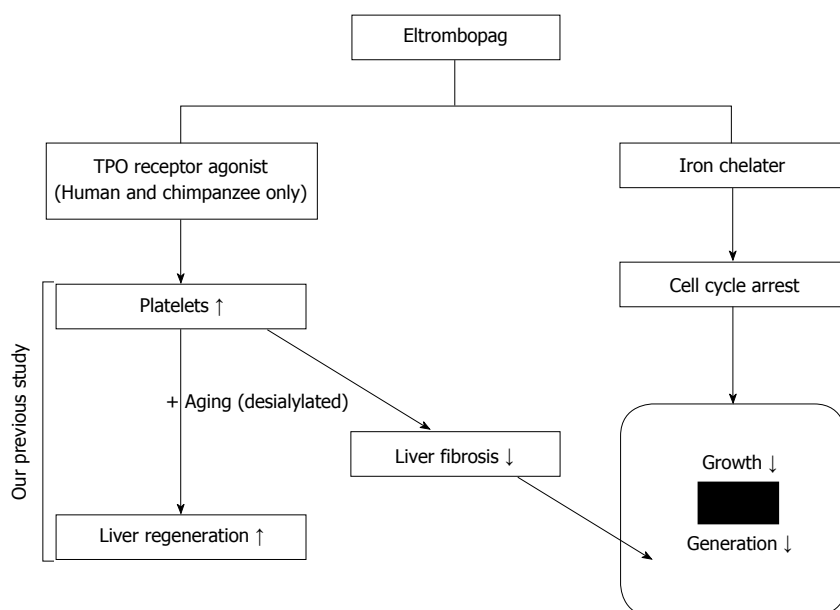 Eltrombopag
TPO receptor agonist
(Human and chimpanzee only)
Iron chelater
Platelets ↑
Cell cycle arrest
Our previous study
+ Aging (desialylated)
Liver fibrosis ↓
Growth ↓
Liver regeneration ↑
Generation ↓